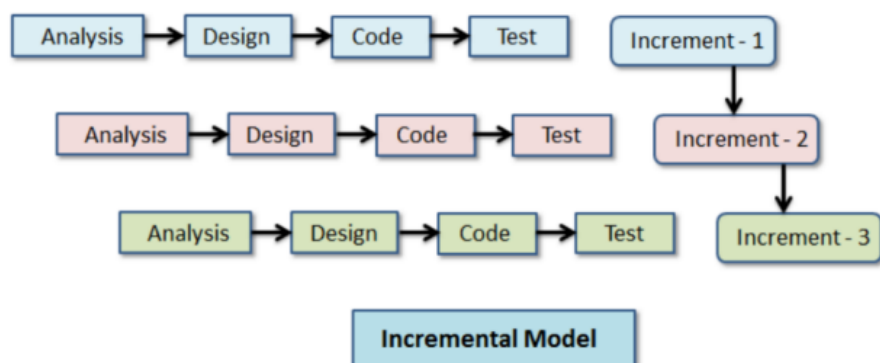 Analysis Design Code Test Increment - 1
Analysis Design Code Test Increment - 2
Analysis Design Code Test Increment - 3
Incremental Model